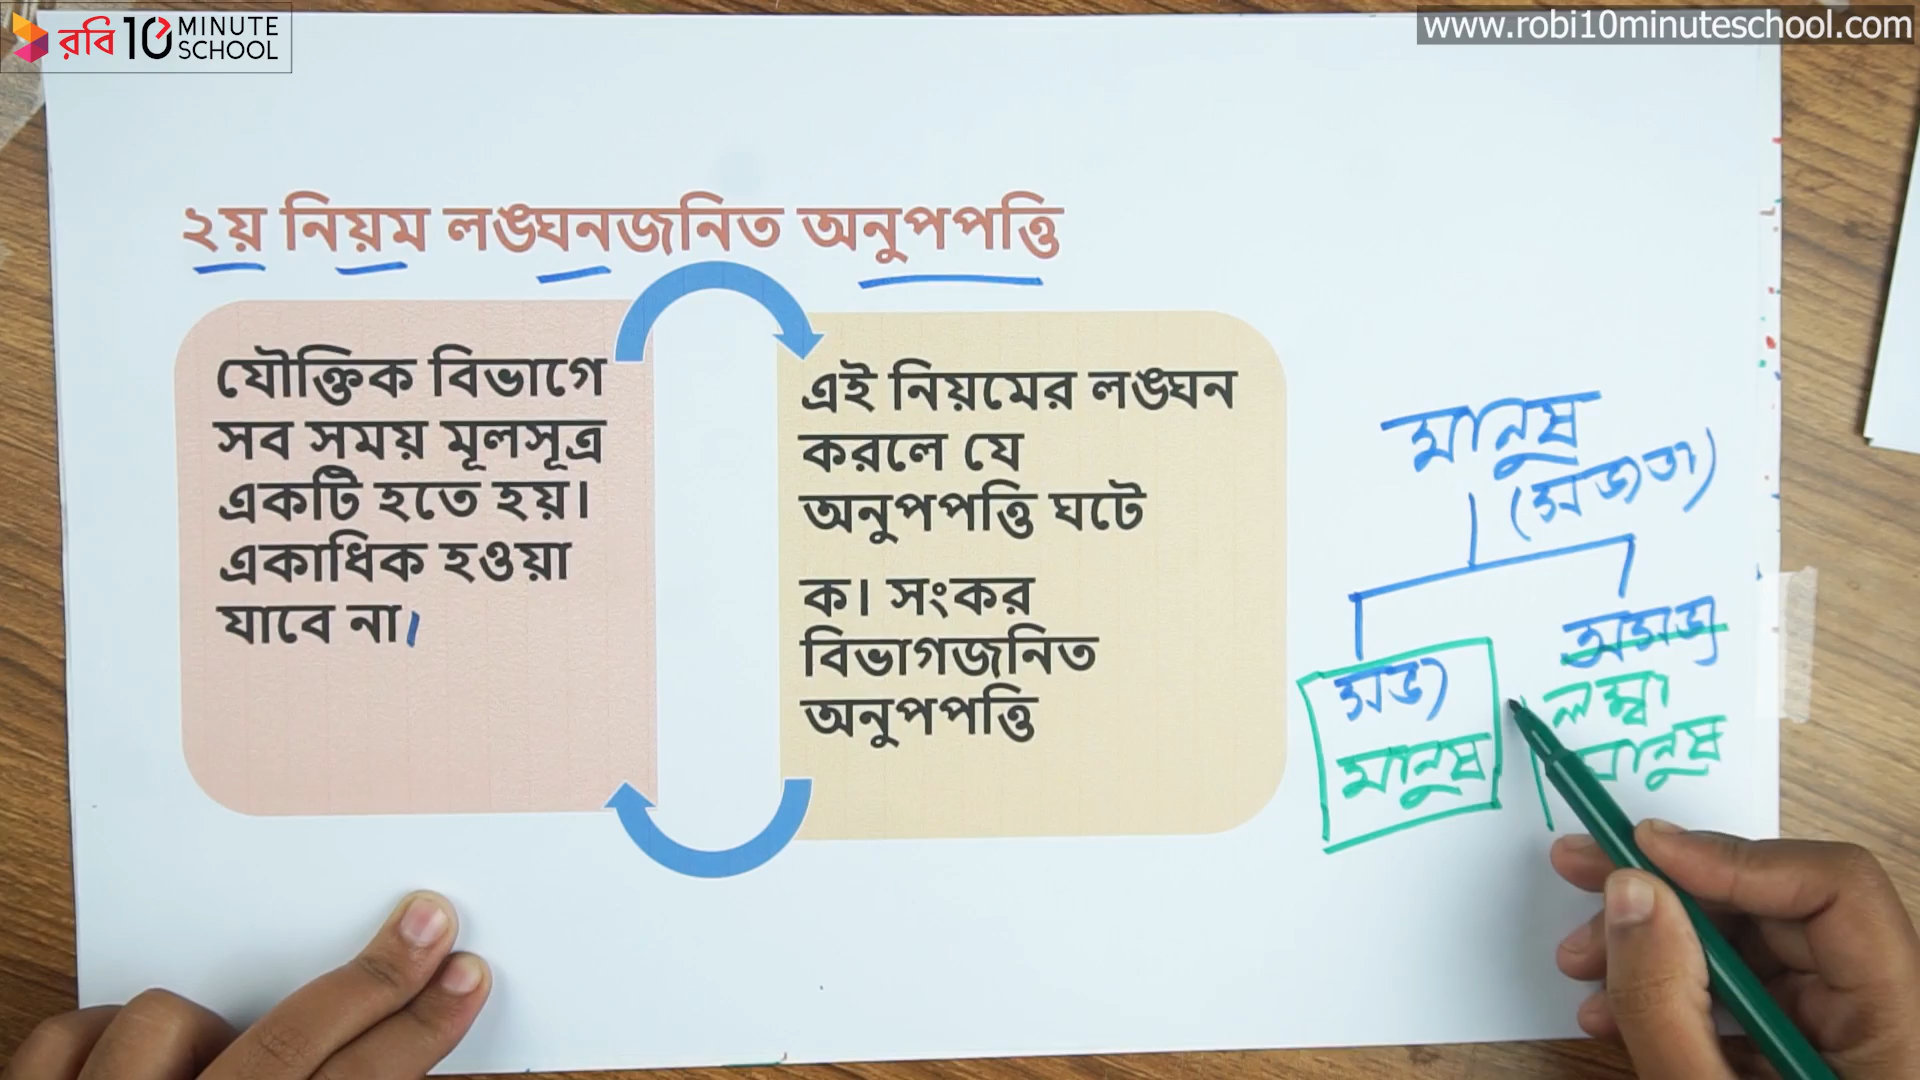 রবি 10 MINUTE SCHOOL
www.robi10minuteschool.com
২য় নিয়ম লঙ্ঘনজনিত অনুপপত্তি
যৌক্তিক বিভাগে
সব সময় মূলসূত্র
একটি হতে হয়।
একাধিক হওয়া
যাবে না।
এই নিয়মের লঙ্ঘন
করলে যে
অনুপপত্তি ঘটে
ক। সংকর
বিভাগজনিত
অনুপপত্তি
মানুষ
(সভ্যতা)
সভ্য
মানুষ
অসভ্য
লম্বা
মানুষ